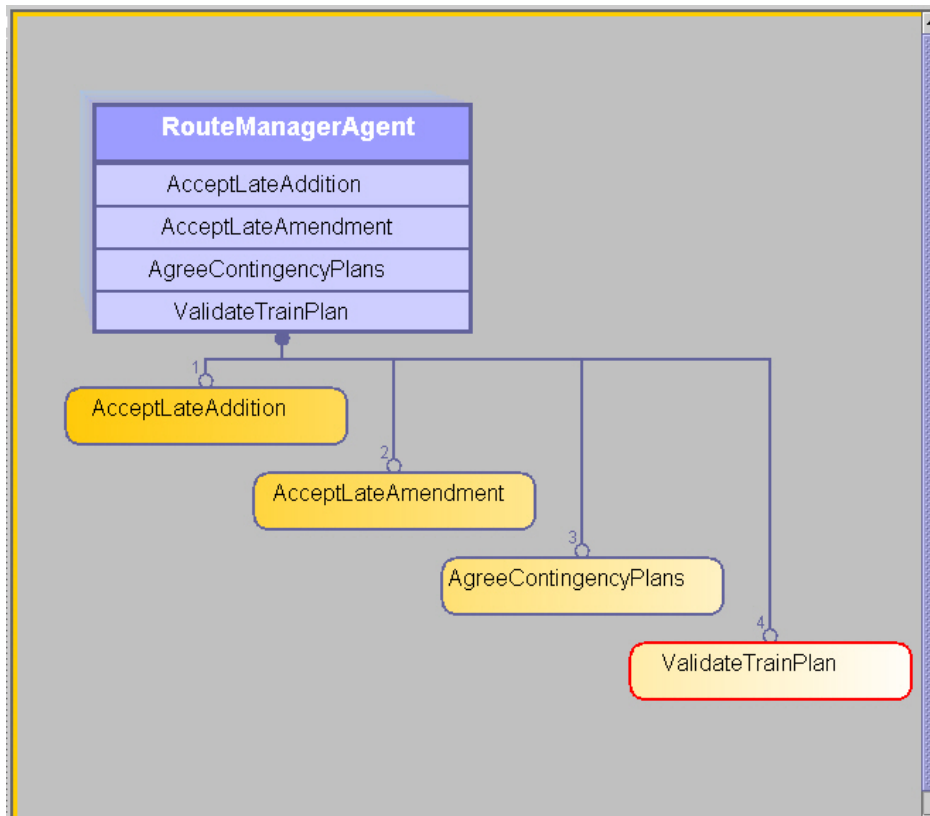 RouteManagerAgent
AcceptLateAddition
AcceptLateAmendment
AgreeContingencyPlans
ValidateTrainPlan
1
AcceptLateAddition
2
AcceptLateAmendment
3
AgreeContingencyPlans
4
ValidateTrainPlan